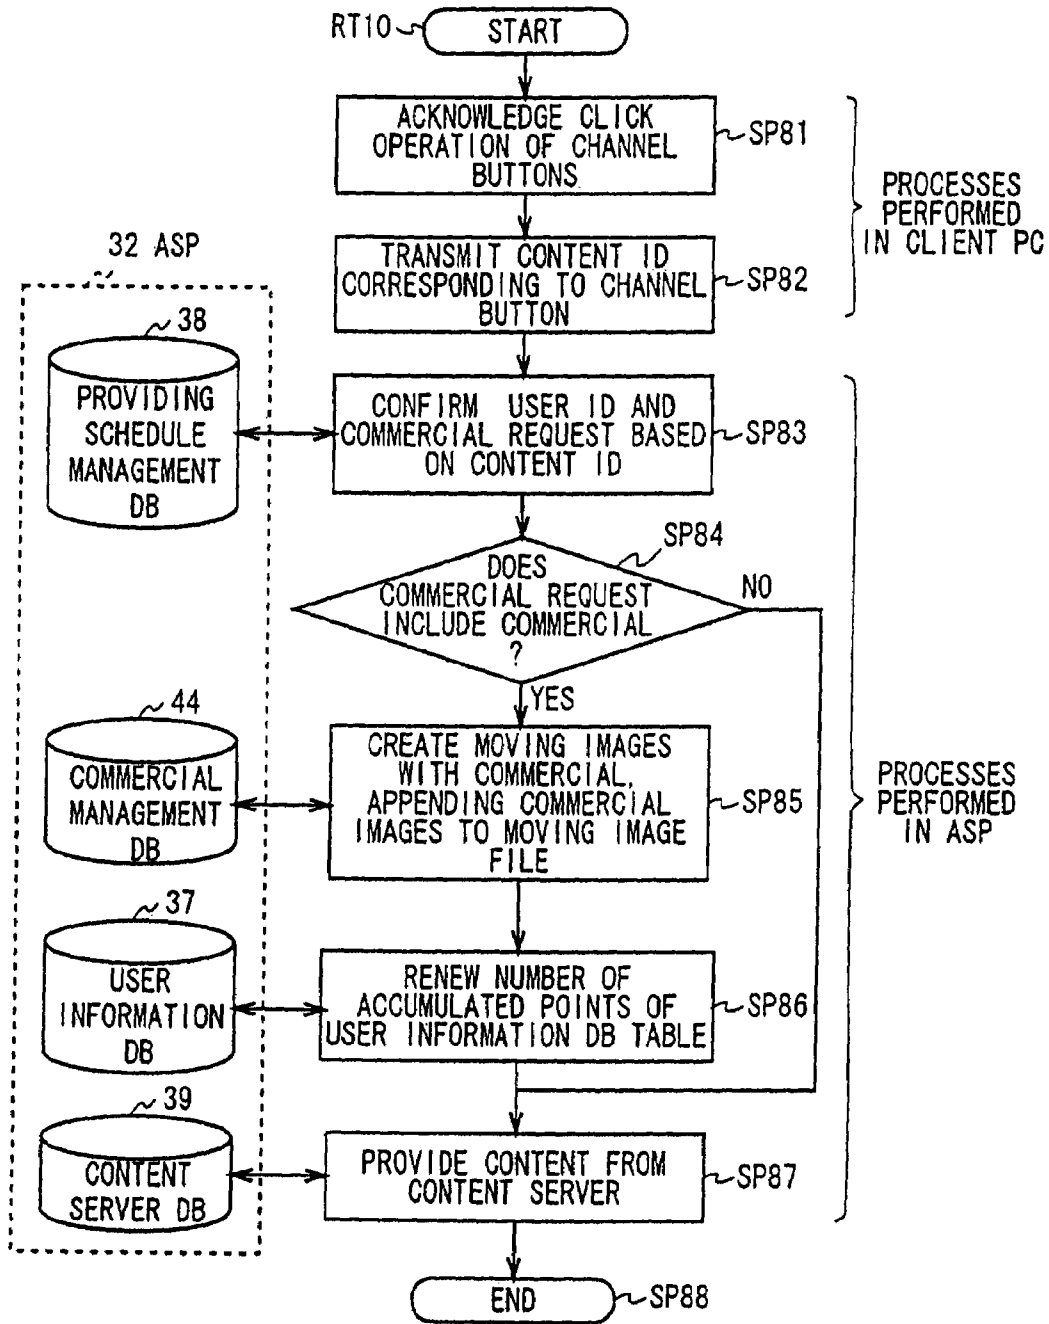 RT10
START
ACKNOWLEDGE CLICK
OPERATION OF CHANNEL
BUTTONS
SP81
PROCESSES
PERFORMED
IN CLIENT PC
TRANSMIT CONTENT ID
CORRESPONDING TO CHANNEL
BUTTON
SP82
32 ASP
38
PROVIDING
SCHEDULE
MANAGEMENT
DB
CONFIRM USER ID AND
COMMERCIAL REQUEST BASED
ON CONTENT ID
SP83
SP84
DOES
COMMERCIAL REQUEST
INCLUDE COMMERCIAL
?
NO
YES
44
COMMERCIAL
MANAGEMENT
DB
CREATE MOVING IMAGES
WITH COMMERCIAL,
APPENDING COMMERCIAL
IMAGES TO MOVING IMAGE
FILE
SP85
PROCESSES
PERFORMED
IN ASP
37
USER
INFORMATION
DB
RENEW NUMBER OF
ACCUMULATED POINTS OF
USER INFORMATION DB TABLE
SP86
39
CONTENT
SERVER DB
PROVIDE CONTENT FROM
CONTENT SERVER
SP87
END
SP88